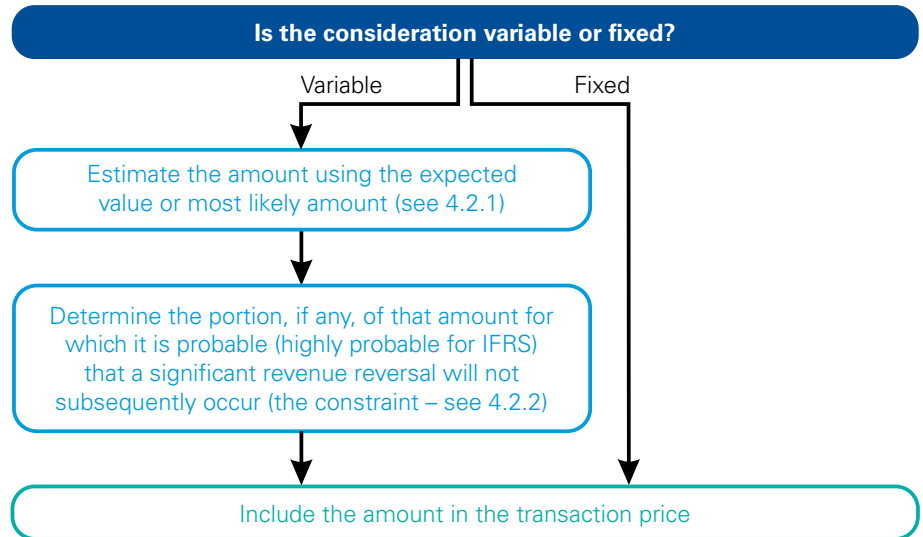 Is the consideration variable or fixed?
Variable
Fixed
Estimate the amount using the expected
value or most likely amount (see 4.2.1)
Determine the portion, if any, of that amount for
which it is probable (highly probable for IFRS)
that a significant revenue reversal will not
subsequently occur (the constraint – see 4.2.2)
Include the amount in the transaction price